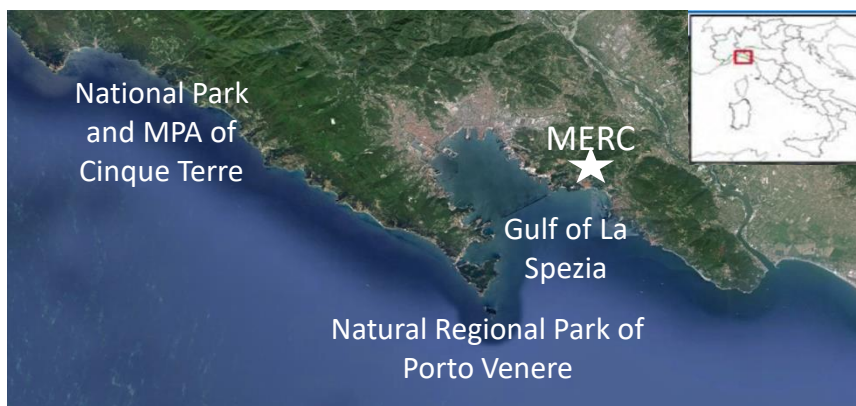 National Park
and MPA of
Cinque Terre
MERC
Gulf of La
Spezia
Natural Regional Park of
Porto Venere